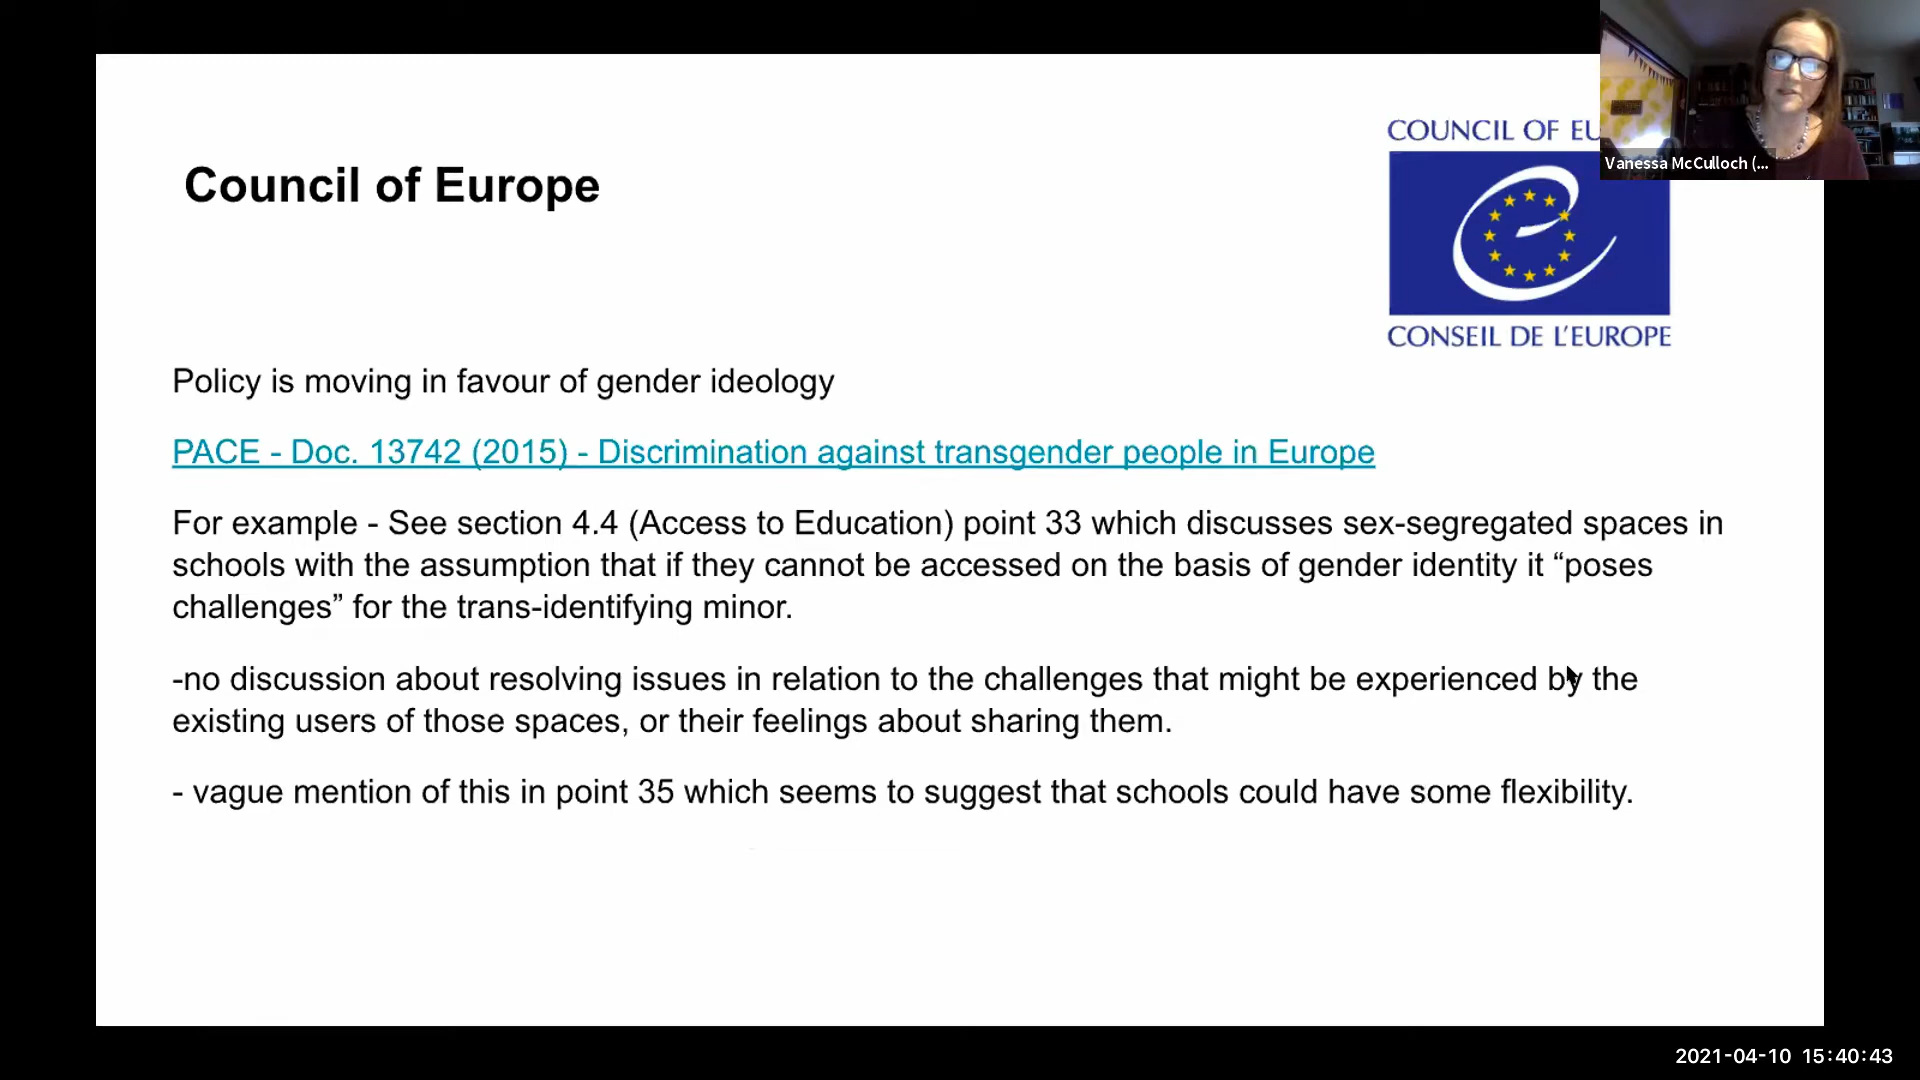 COUNCIL OF EU
Vanessa McCulloch (...
Council of Europe
CONSEIL DE L'EUROPE
Policy is moving in favour of gender ideology
PACE - Doc. 13742 (2015) - Discrimination against transgender people in Europe
For example - See section 4.4 (Access to Education) point 33 which discusses sex-segregated spaces in
schools with the assumption that if they cannot be accessed on the basis of gender identity it “poses
challenges” for the trans-identifying minor.
-no discussion about resolving issues in relation to the challenges that might be experienced by the
existing users of those spaces, or their feelings about sharing them.
- vague mention of this in point 35 which seems to suggest that schools could have some flexibility.
2021-04-10 15:40:43